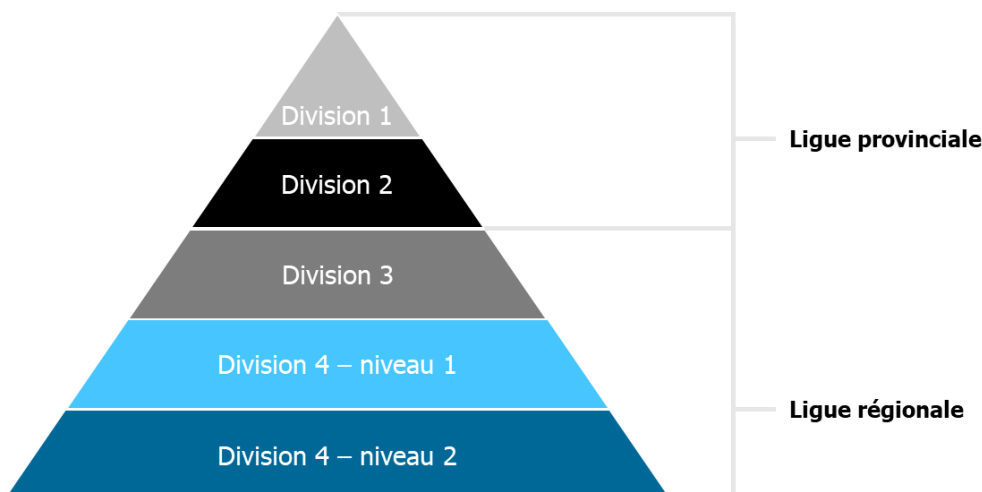 Division 1
Ligue provinciale
Division 2
Division 3
Division 4 – niveau 1
Ligue régionale
Division 4 – niveau 2